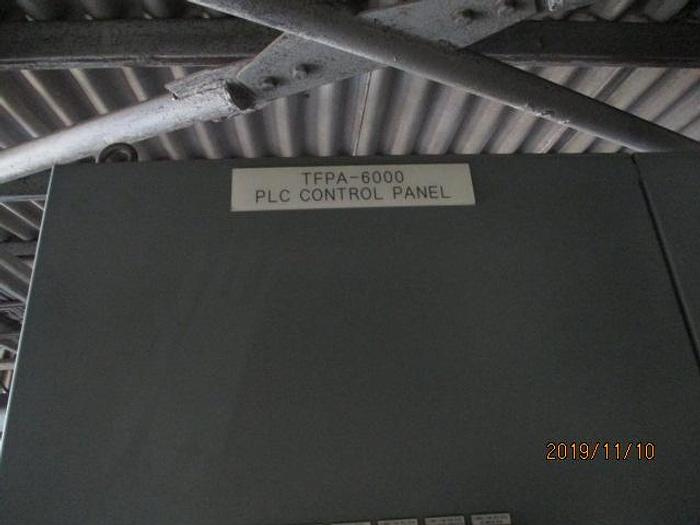 TFPA-6000
PLC CONTROL PANEL
2019/11/10